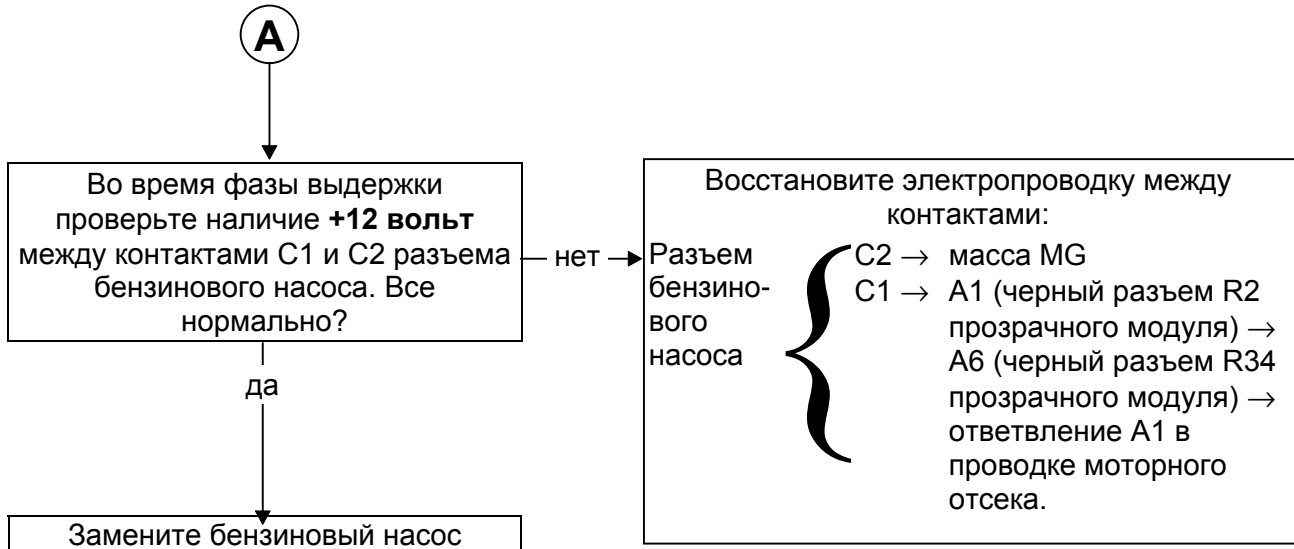 A
Во время фазы выдержки
проверьте наличие +12 вольт
между контактами С1 и С2 разъема
бензинового насоса. Все
нормально?
нет
да
Замените бензиновый насос
Восстановите электропроводку между
контактами:
Разъем
бензино-
вого
насоса
С2 → масса MG
С1 → А1 (черный разъем R2
прозрачного модуля) →
А6 (черный разъем R34
прозрачного модуля) →
ответвление А1 в
проводке моторного
отсека.